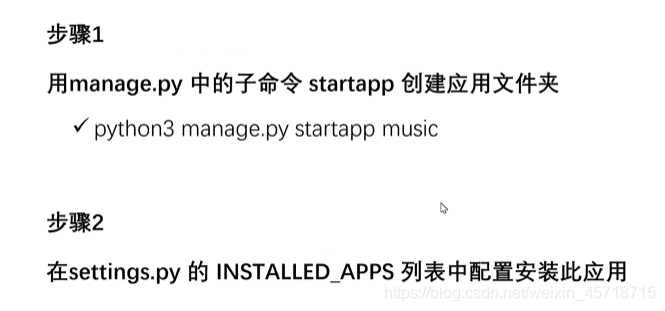 步骤1
用manage.py 中的子命令 startapp 创建应用文件夹
✓ python3 manage.py startapp music
步骤2
在settings.py 的 INSTALLED_APPS 列表中配置安装此应用
https://blog.csdn.net/weixin_45718715